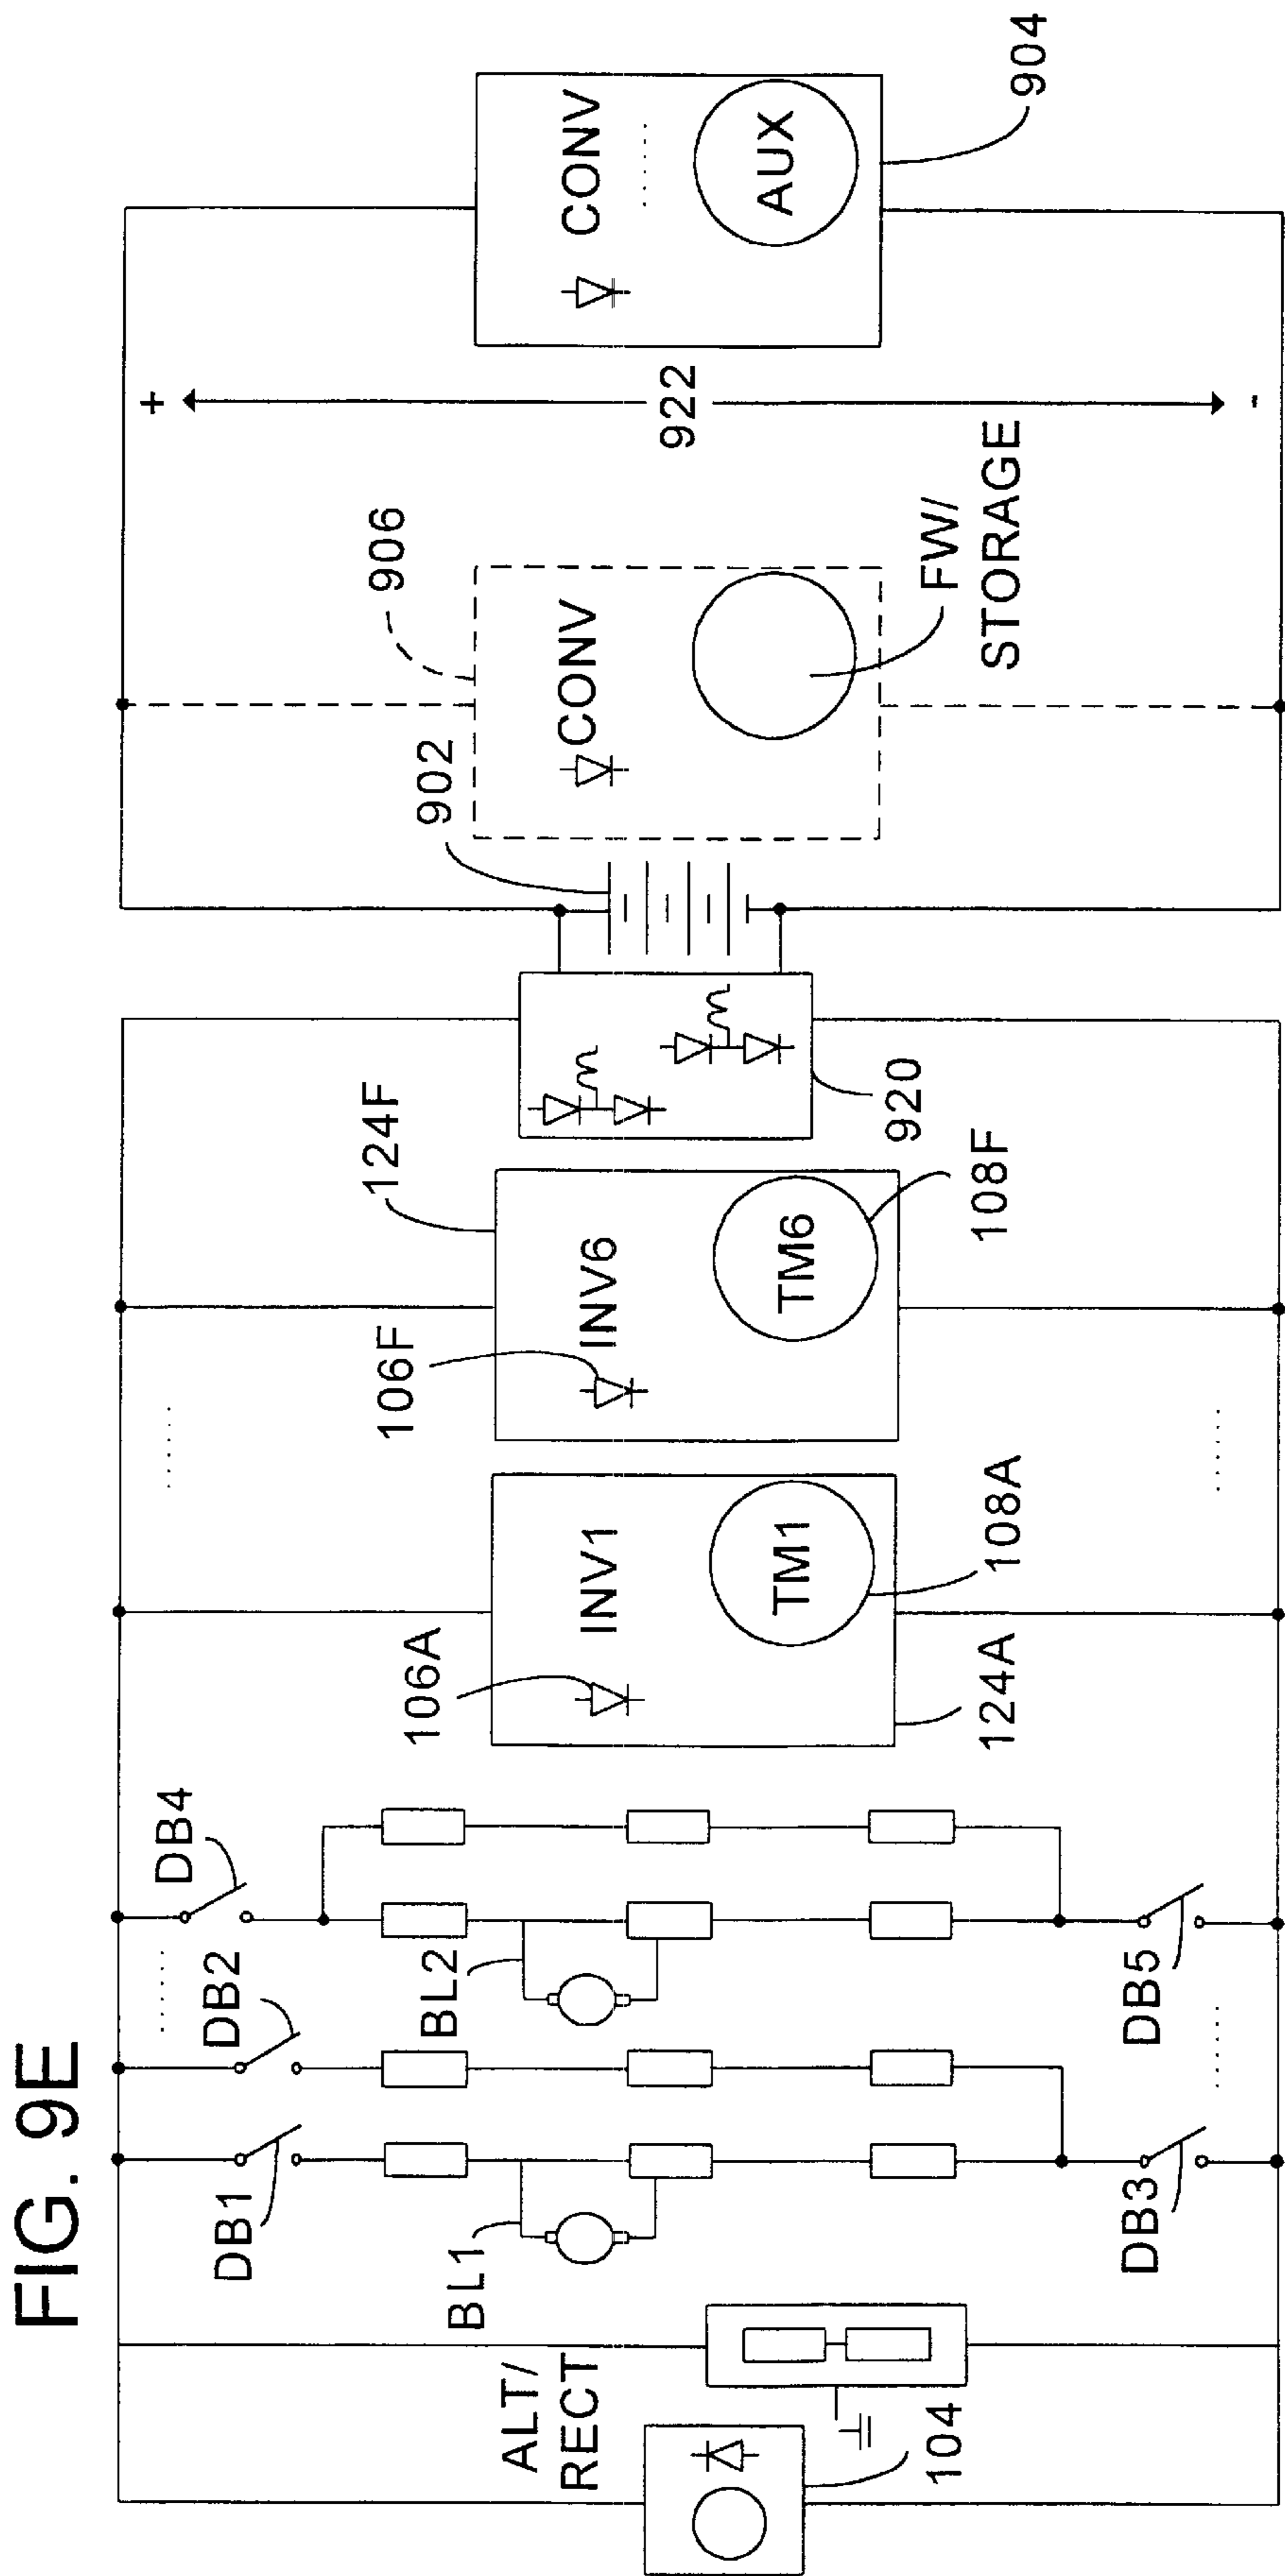 FIG. 9E
ALT/
RECT
104
BL1
DB1
DB2
DB3
BL2
DB4
DB5
106A
INV1
TM1
108A
124A
106F
124F
INV6
TM6
108F
920
902
906
CONV
FW/
STORAGE
+
922
-
CONV
AUX
904